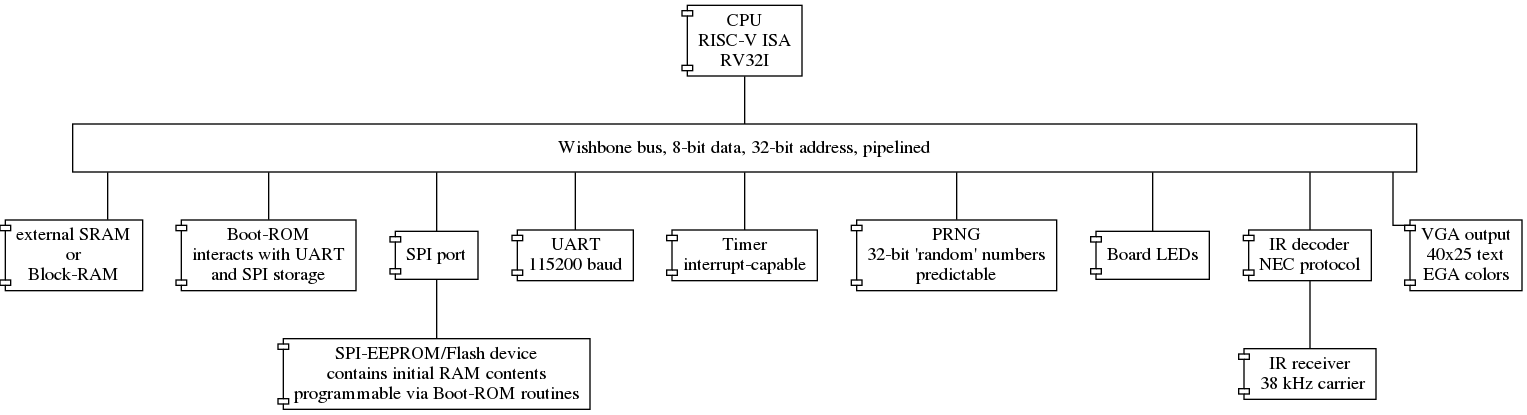 CPU
RISC-V ISA
RV32I
Wishbone bus, 8-bit data, 32-bit address, pipelined
external SRAM
or
Block-RAM
Boot-ROM
interacts with UART
and SPI storage
SPI port
UART
115200 baud
Timer
interrupt-capable
PRNG
32-bit 'random' numbers
predictable
Board LEDs
IR decoder
NEC protocol
VGA output
40x25 text
EGA colors
SPI-EEPROM/Flash device
contains initial RAM contents
programmable via Boot-ROM routines
IR receiver
38 kHz carrier